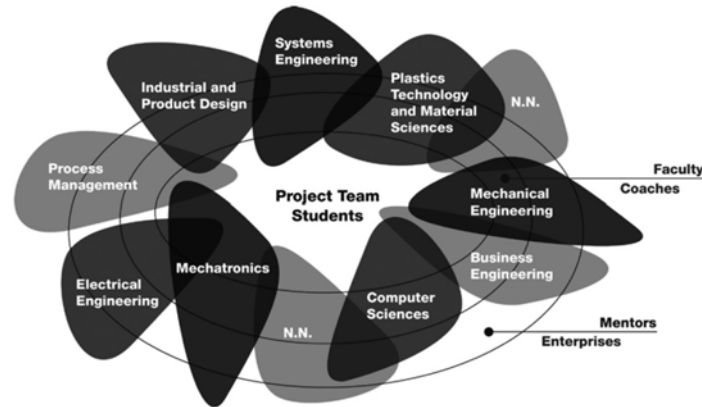 Systems
Engineering
Industrial and
Product Design
Plastics
Technology
and Material
Sciences
N.N.
Process
Management
Project Team
Students
Mechanical
Engineering
Faculty
Coaches
Electrical
Engineering
Mechatronics
N.N.
Computer
Sciences
Business
Engineering
Mentors
Enterprises